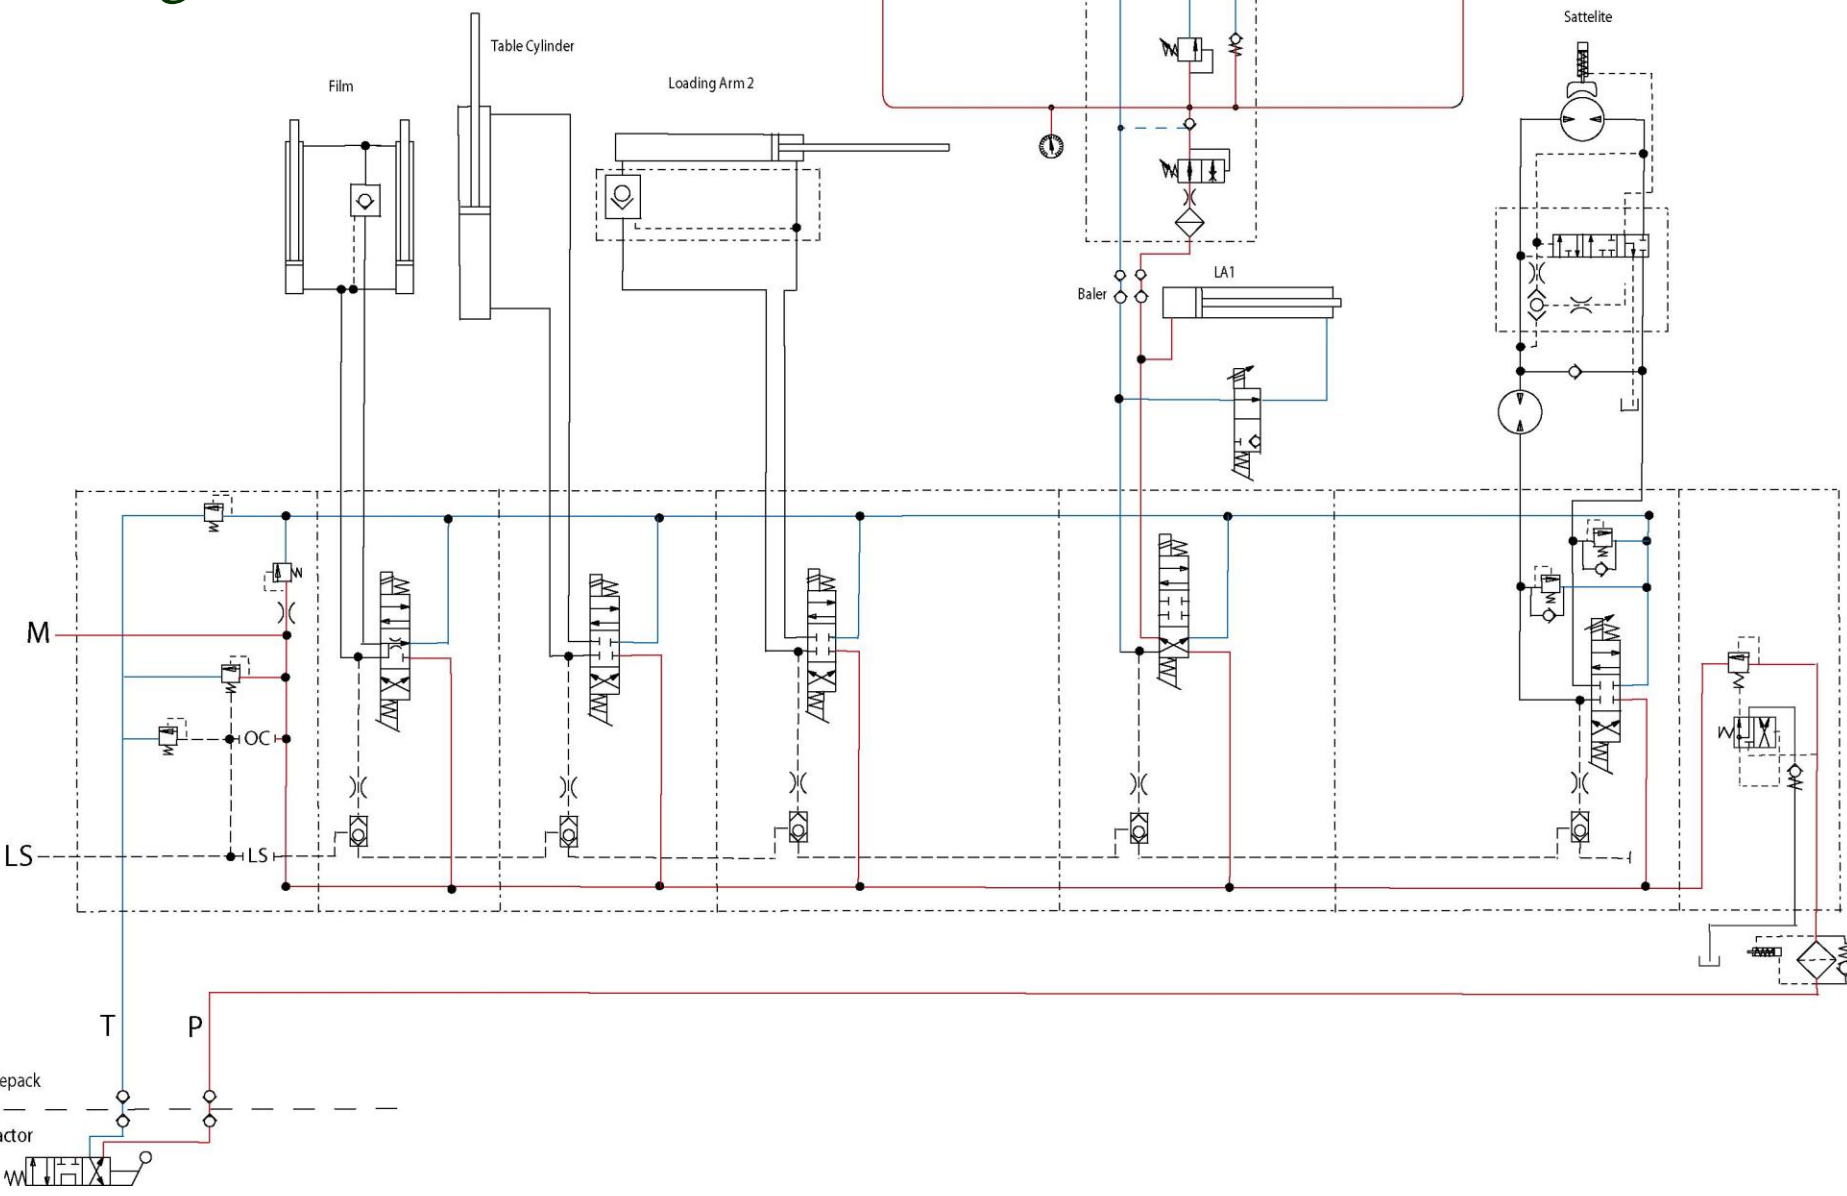 Sattelite
Table Cylinder
Film
Loading Arm 2
LA1
Baler
M
OC
LS
LS
T
P
epack
actor